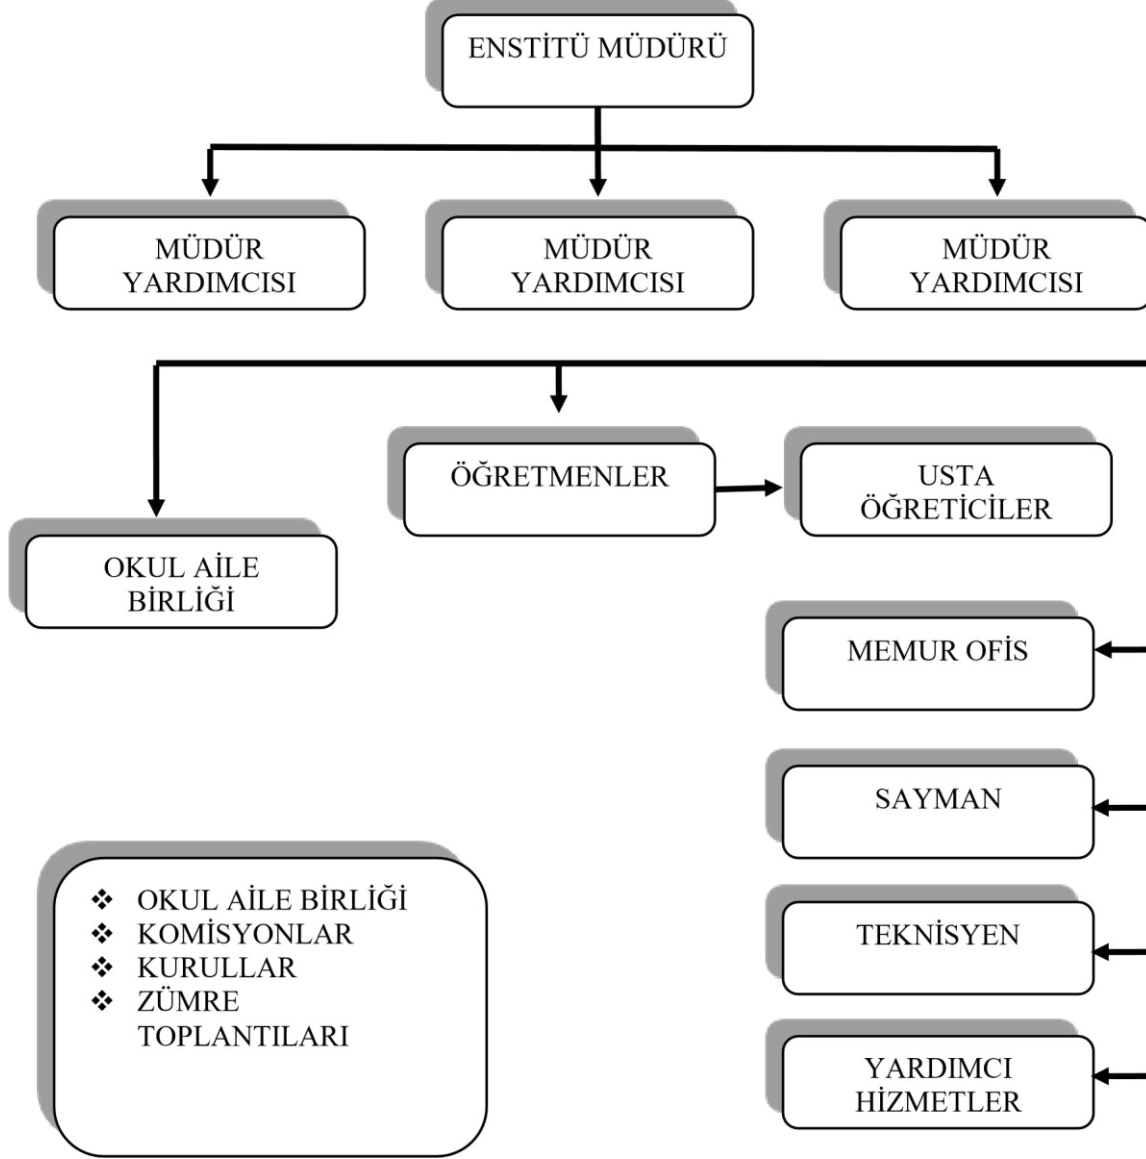 ENSTİTÜ MÜDÜRÜ
MÜDÜR
YARDIMCISI
MÜDÜR
YARDIMCISI
MÜDÜR
YARDIMCISI
ÖĞRETMENLER
USTA
ÖĞRETİCİLER
OKUL AİLE
BİRLİĞİ
MEMUR OFİS
SAYMAN
TEKNİSYEN
YARDIMCI
HİZMETLER
❖ OKUL AİLE BİRLİĞİ
❖ KOMİSYONLAR
❖ KURULLAR
❖ ZÜMRE
TOPLANTILARI